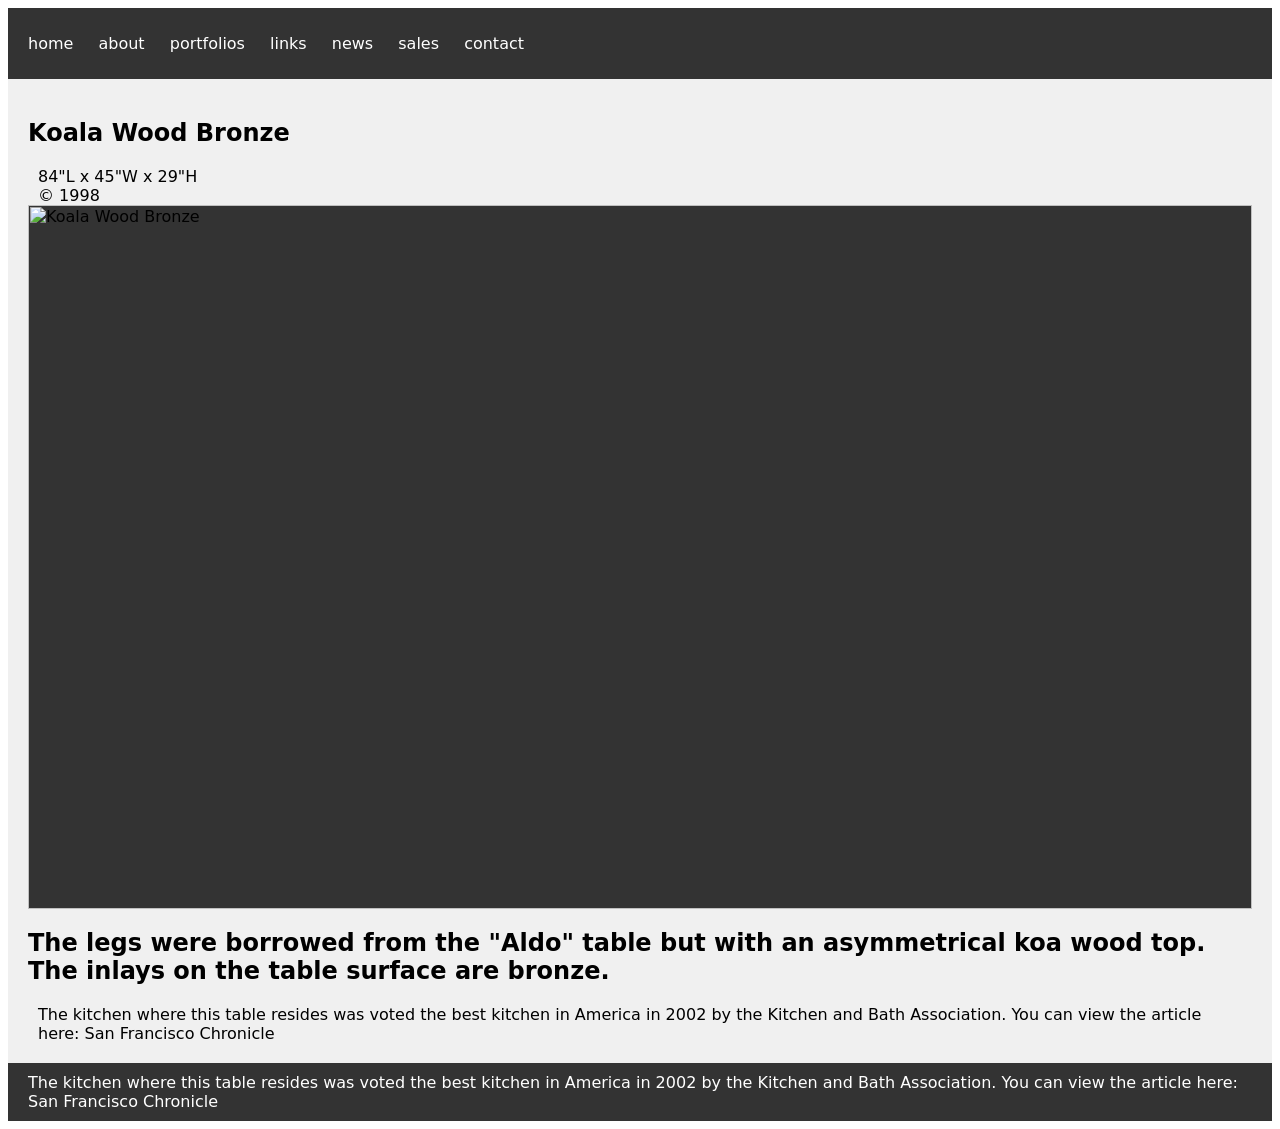 home about portfolios links news sales contact
Koala Wood Bronze
84"L x 45"W x 29"H
© 1998
Koala Wood Bronze
The legs were borrowed from the "Aldo" table but with an asymmetrical koa wood top.
The inlays on the table surface are bronze.
The kitchen where this table resides was voted the best kitchen in America in 2002 by the Kitchen and Bath Association. You can view the article
here: San Francisco Chronicle
The kitchen where this table resides was voted the best kitchen in America in 2002 by the Kitchen and Bath Association. You can view the article here:
San Francisco Chronicle